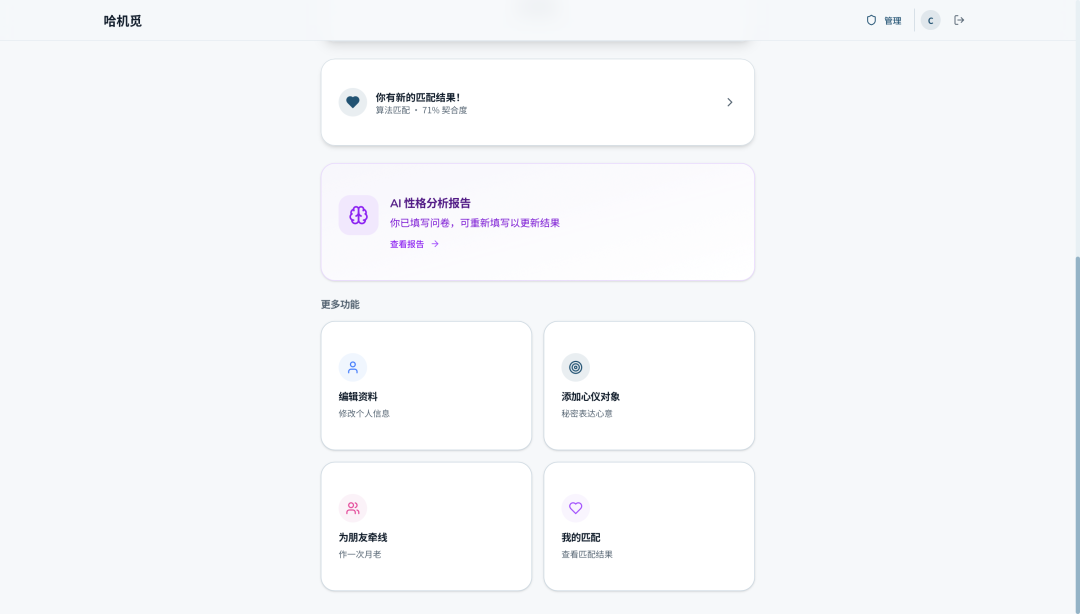 哈机觅
管理
C
你有新的匹配结果!
算法匹配 • 71% 契合度
AI 性格分析报告
你已填写问卷，可重新填写以更新结果
查看报告 →
更多功能
编辑资料
修改个人信息
添加心仪对象
秘密表达心意
为朋友牵线
作一次月老
我的匹配
查看匹配结果